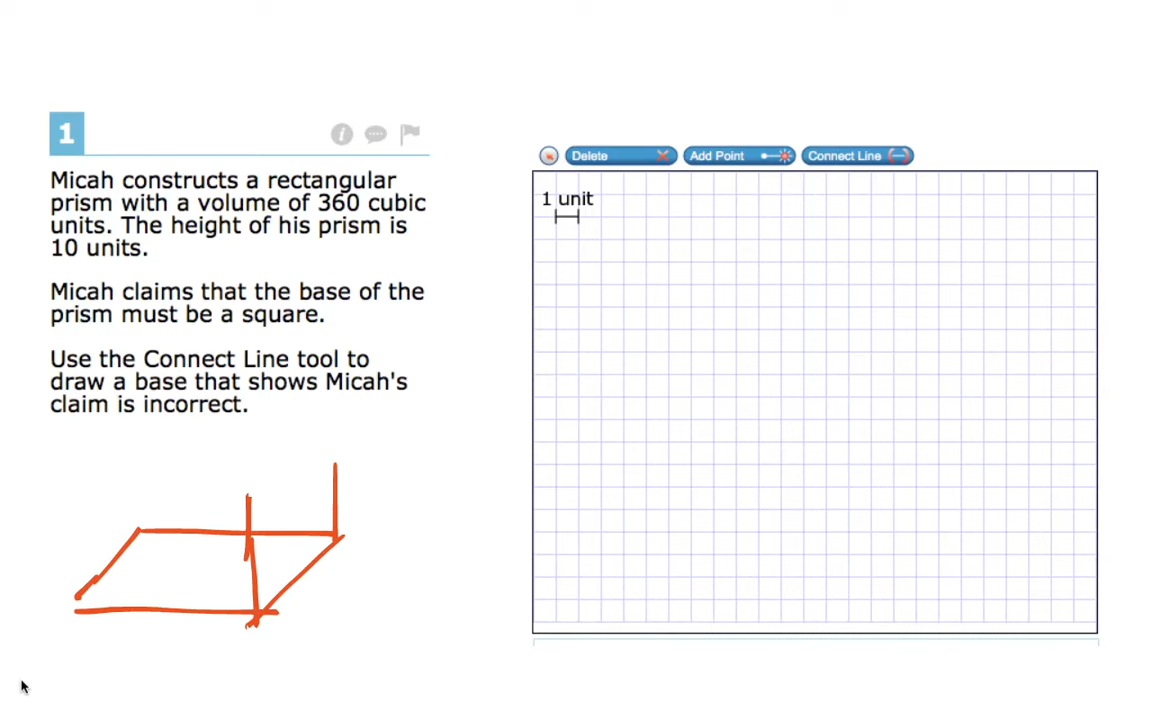 1
Micah constructs a rectangular
prism with a volume of 360 cubic
units. The height of his prism is
10 units.
Micah claims that the base of the
prism must be a square.
Use the Connect Line tool to
draw a base that shows Micah's
claim is incorrect.
Delete
Add Point
Connect Line
1 unit